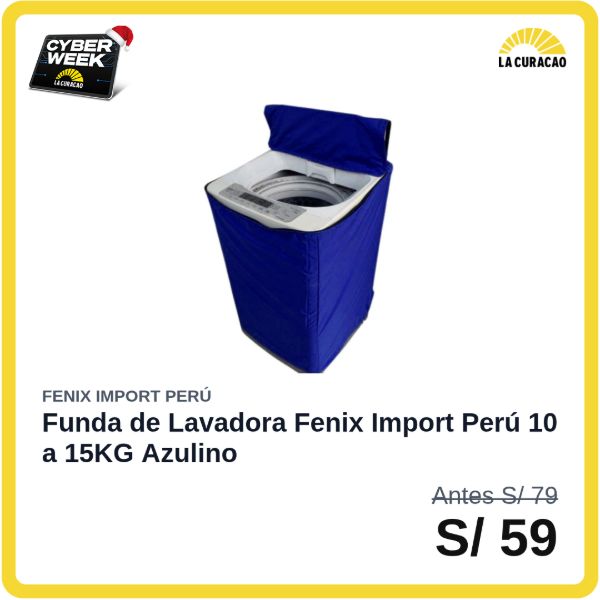 CYBER
WEEK
LA CURACAO
LA CURACAO
FENIX IMPORT PERÚ
Funda de Lavadora Fenix Import Perú 10
a 15KG Azulino
Antes S/ 79
S/ 59